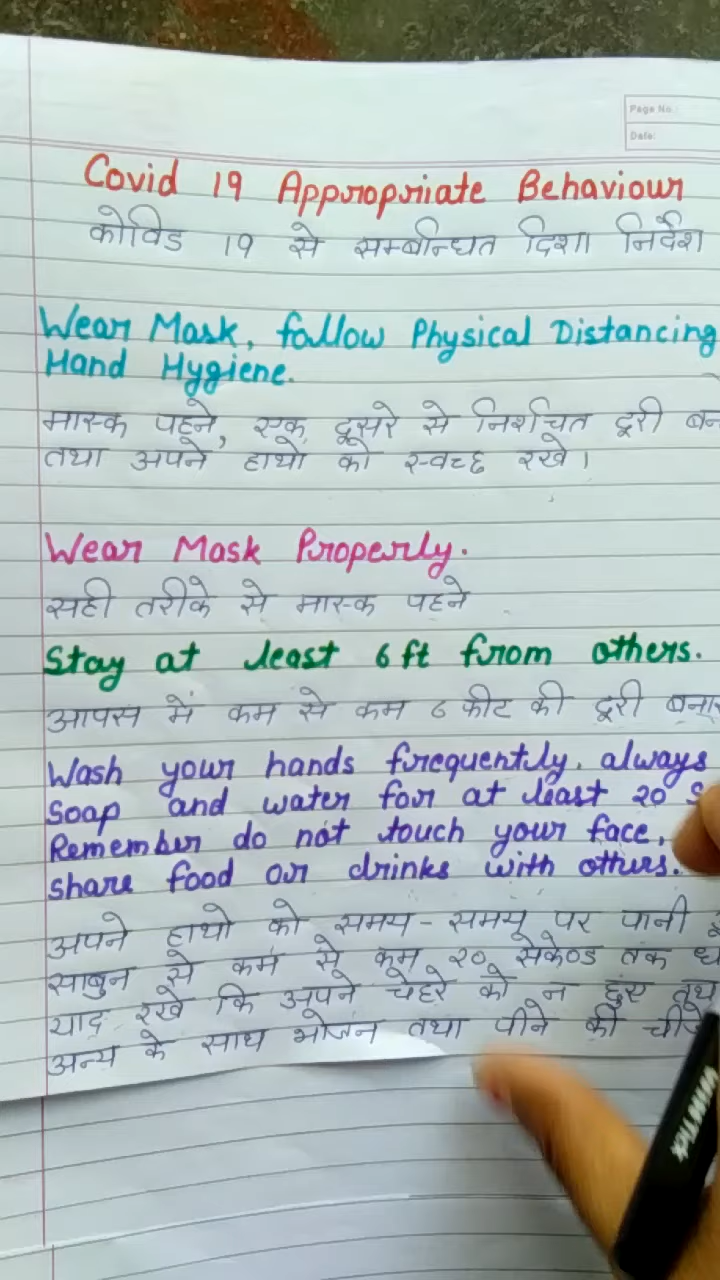 Page No.:
Date:
Covid 19 Appropriate Behaviour
कोविड 19 से सम्बन्धित दिशा निर्देश
Wear Mask, follow Physical Distancing
Hand Hygiene.
मास्क पहने, एक दूसरे से निश्चित दूरी
तथा अपने हाथो को स्वच्छ रखे।
Wear Mask Properly.
सही तरीके से मास्क पहने
Stay at least 6 ft from others.
आपस में कम से कम 6 फीट की दूरी
Wash your hands frequently. always
Soap and water for at least 20
Remember do not touch your face,
share food or drinks with others.
अपने हाथो को समय-समय पर पानी
साबुन से कम से कम २० सेकेण्ड तक
याद रखे कि अपने चेहरे को न छुए
अन्य के साथ भोजन तथा पीने की